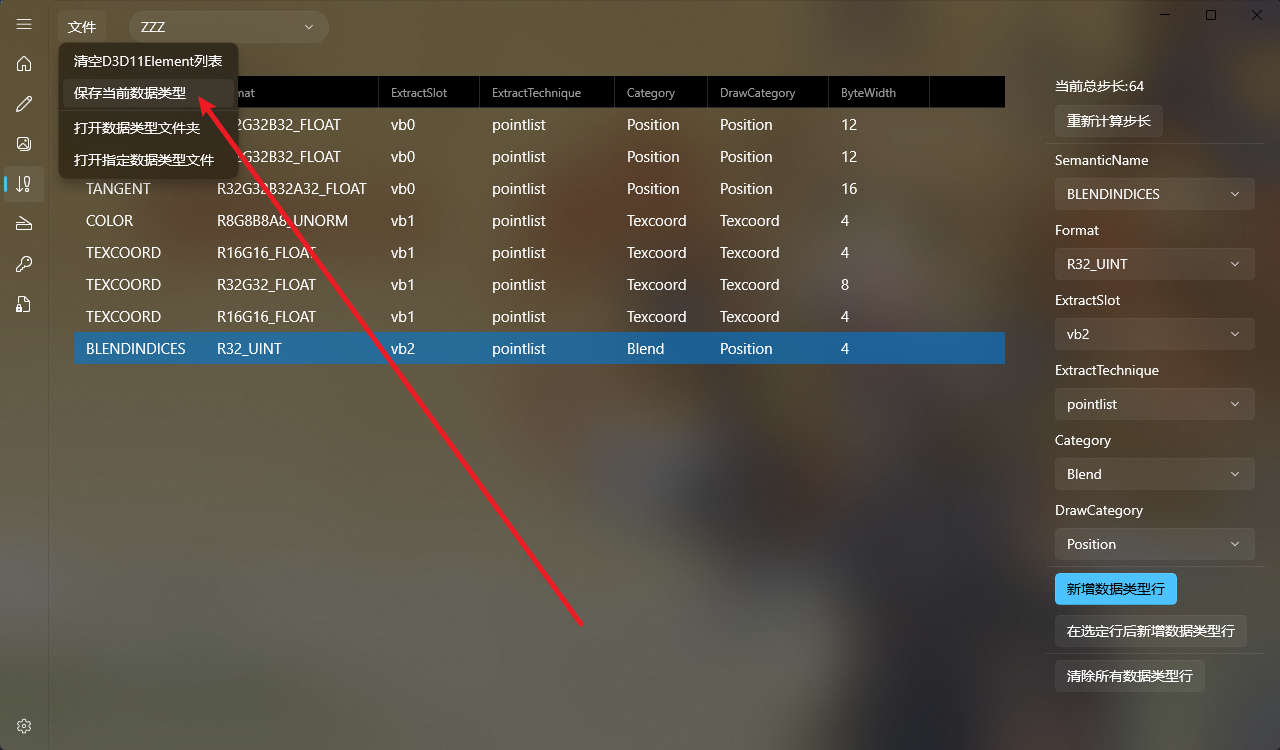 文件
ZZZ
清空D3D11Element列表
保存当前数据类型
打开数据类型文件夹
打开指定数据类型文件
mat ExtractSlot ExtractTechnique Category DrawCategory ByteWidth
2G32B32_FLOAT vb0 pointlist Position Position 12
2G32B32_FLOAT vb0 pointlist Position Position 12
TANGENT R32G32B32A32_FLOAT vb0 pointlist Position Position 16
COLOR R8G8B8A8_UNORM vb1 pointlist Texcoord Texcoord 4
TEXCOORD R16G16_FLOAT vb1 pointlist Texcoord Texcoord 4
TEXCOORD R32G32_FLOAT vb1 pointlist Texcoord Texcoord 8
TEXCOORD R16G16_FLOAT vb1 pointlist Texcoord Texcoord 4
BLENDINDICES R32_UINT vb2 pointlist Blend Position 4
当前总步长:64
重新计算步长
SemanticName
BLENDINDICES
Format
R32_UINT
ExtractSlot
vb2
ExtractTechnique
pointlist
Category
Blend
DrawCategory
Position
新增数据类型行
在选定行后新增数据类型行
清除所有数据类型行